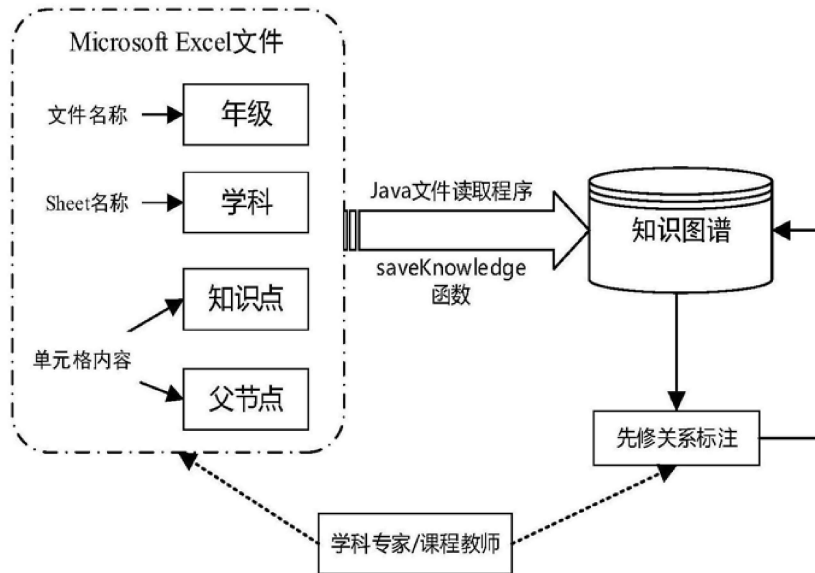 Microsoft Excel文件
文件名称
年级
Sheet名称
学科
单元格内容
知识点
父节点
Java文件读取程序
saveKnowledge
函数
知识图谱
先修关系标注
学科专家/课程教师